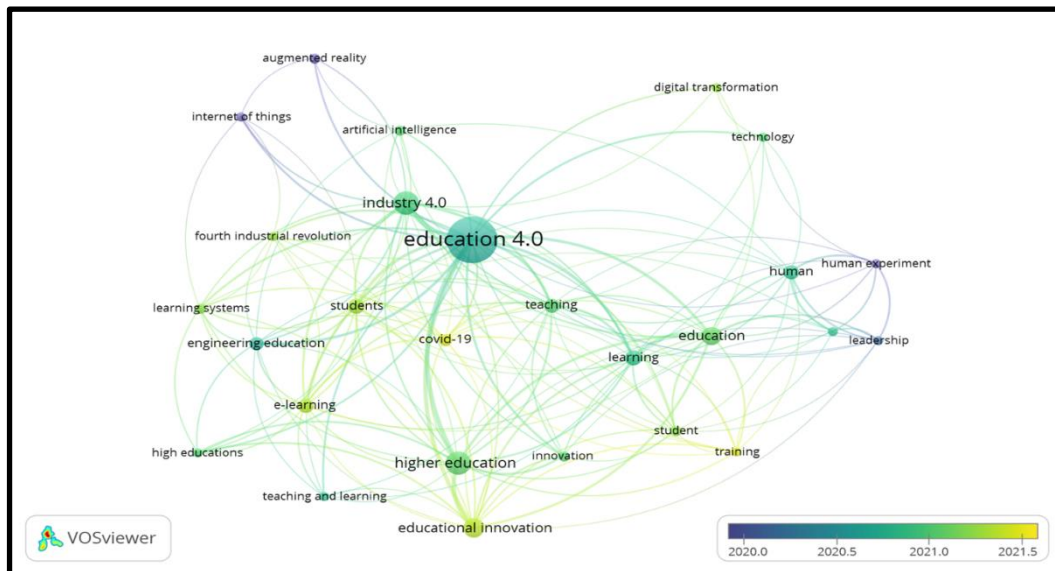 augmented reality
digital transformation
internet of things
artificial intelligence
technology
industry 4.0
education 4.0
fourth industrial revolution
human experiment
human
learning systems
students
teaching
engineering education
covid-19
education
leadership
learning
e-learning
student
high educations
higher education
innovation
training
teaching and learning
educational innovation
VOSviewer
2020.0 2020.5 2021.0 2021.5